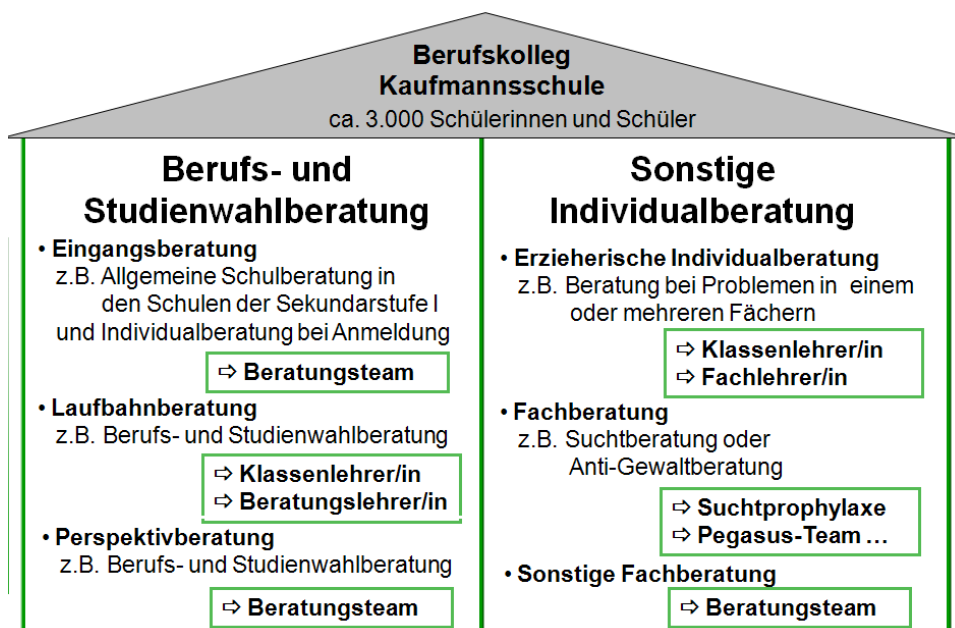 Berufskolleg
Kaufmannsschule
ca. 3.000 Schülerinnen und Schüler
Berufs- und
Studienwahlberatung
• Eingangsberatung
z.B. Allgemeine Schulberatung in
den Schulen der Sekundarstufe I
und Individualberatung bei Anmeldung
⇨ Beratungsteam
• Laufbahnberatung
z.B. Berufs- und Studienwahlberatung
⇨ Klassenlehrer/in
⇨ Beratungslehrer/in
• Perspektivberatung
z.B. Berufs- und Studienwahlberatung
⇨ Beratungsteam
Sonstige
Individualberatung
• Erzieherische Individualberatung
z.B. Beratung bei Problemen in einem
oder mehreren Fächern
⇨ Klassenlehrer/in
⇨ Fachlehrer/in
• Fachberatung
z.B. Suchtberatung oder
Anti-Gewaltberatung
⇨ Suchtprophylaxe
⇨ Pegasus-Team ...
• Sonstige Fachberatung
⇨ Beratungsteam